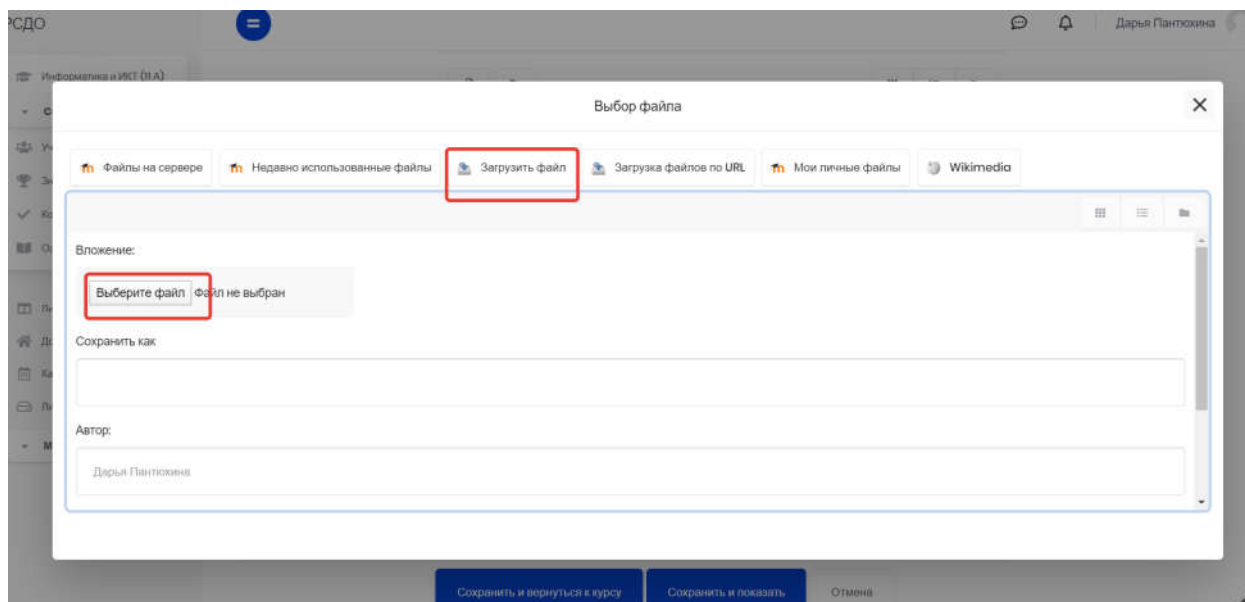 РСДО
Дарья Пантюхина
Информатика и ИКТ (11 А)
Выбор файла
Файлы на сервере
Недавно использованные файлы
Загрузить файл
Загрузка файлов по URL
Мои личные файлы
Wikimedia
Вложение:
Выберите файл Файл не выбран
Сохранить как
Автор:
Дарья Пантюхина
Сохранить и вернуться к курсу
Сохранить и показать
Отмена